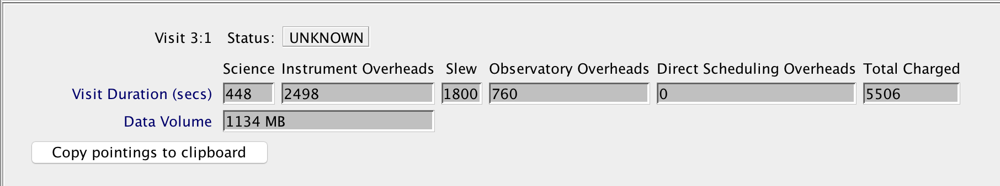 Visit 3:1 Status: UNKNOWN
Science Instrument Overheads Slew Observatory Overheads Direct Scheduling Overheads Total Charged
Visit Duration (secs) 448 2498 1800 760 0 5506
Data Volume 1134 MB
Copy pointings to clipboard